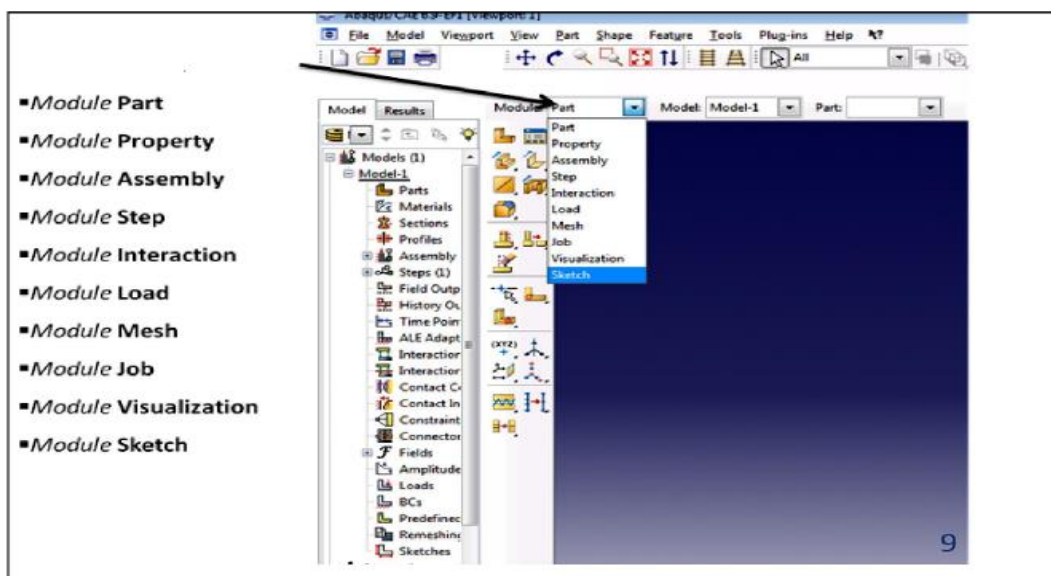 Abaqus/CAE 6.9-EF1 [Viewport: 1]
File Model Viewport View Part Shape Feature Tools Plug-ins Help
All
▪Module Part
▪Module Property
▪Module Assembly
▪Module Step
▪Module Interaction
▪Module Load
▪Module Mesh
▪Module Job
▪Module Visualization
▪Module Sketch
Model Results
Module: Part Model: Model-1 Part:
Models (1)
Model-1
Parts
Materials
Sections
Profiles
Assembly
Steps (1)
Field Outp
History Ou
Time Poin
ALE Adapt
Interaction
Interaction
Contact Co
Contact In
Constraint
Connector
Fields
Amplitude
Loads
BCs
Predefinec
Remeshing
Sketches
Part
Property
Assembly
Step
Interaction
Load
Mesh
Job
Visualization
Sketch
(XYZ)
9